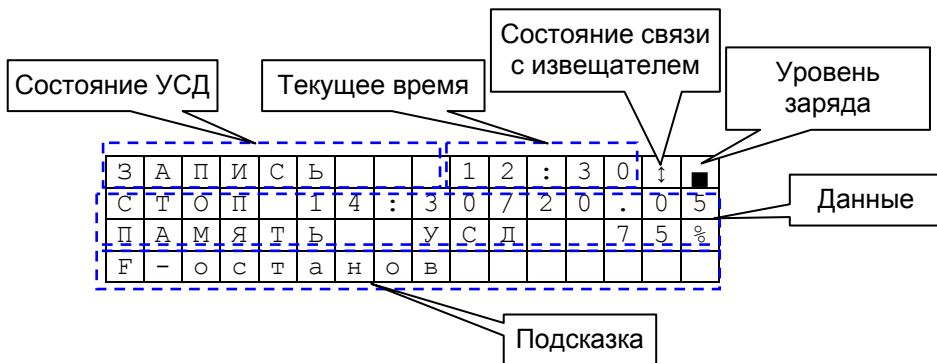 Состояние связи
с извещателем
Уровень
заряда
Состояние УСД
Текущее время
ЗАПИСЬ 12:30 ↕ ▄
СТОП 14:30/20.05
ПАМЯТЬ УСД 75%
F-останов
Данные
Подсказка